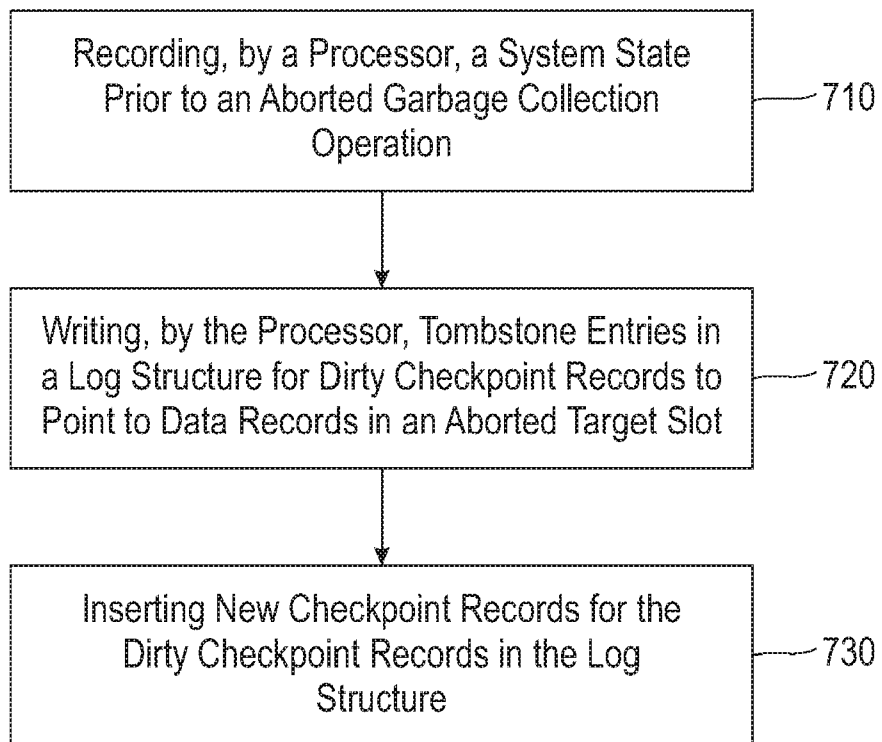 Recording, by a Processor, a System State
Prior to an Aborted Garbage Collection
Operation
710
Writing, by the Processor, Tombstone Entries in
a Log Structure for Dirty Checkpoint Records to
Point to Data Records in an Aborted Target Slot
720
Inserting New Checkpoint Records for the
Dirty Checkpoint Records in the Log
Structure
730